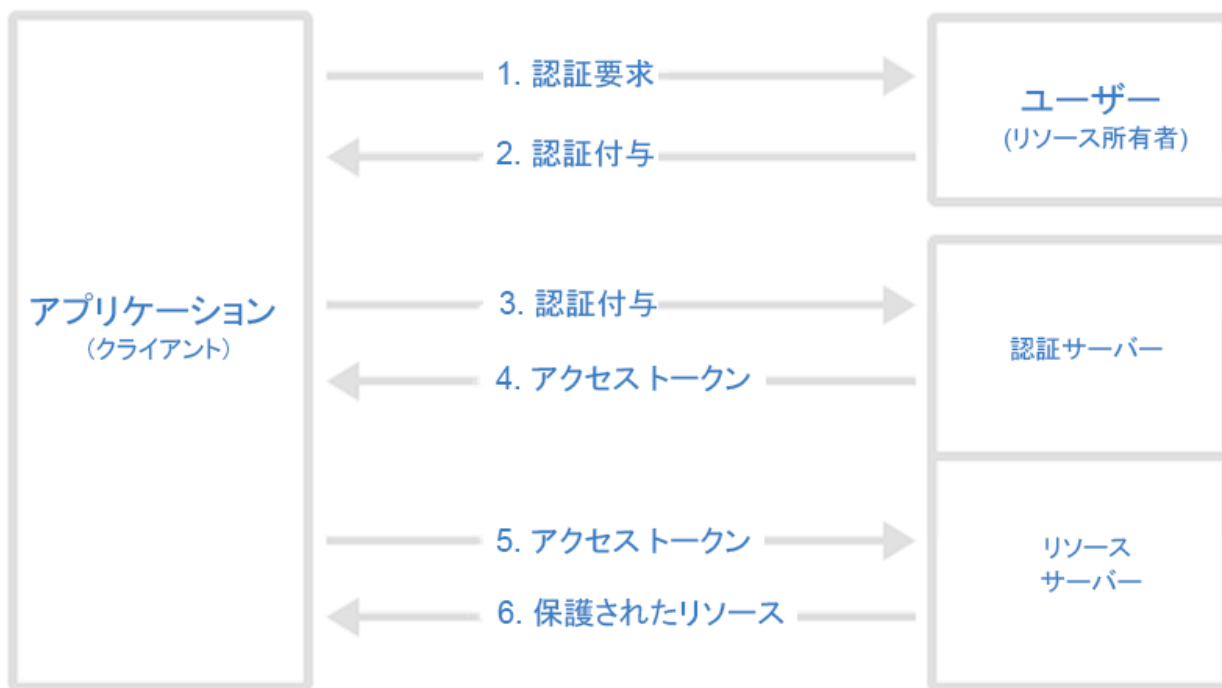 1. 認証要求
ユーザー
(リソース所有者)
2. 認証付与
アプリケーション
(クライアント)
3. 認証付与
認証サーバー
4. アクセストークン
5. アクセストークン
リソース
サーバー
6. 保護されたリソース